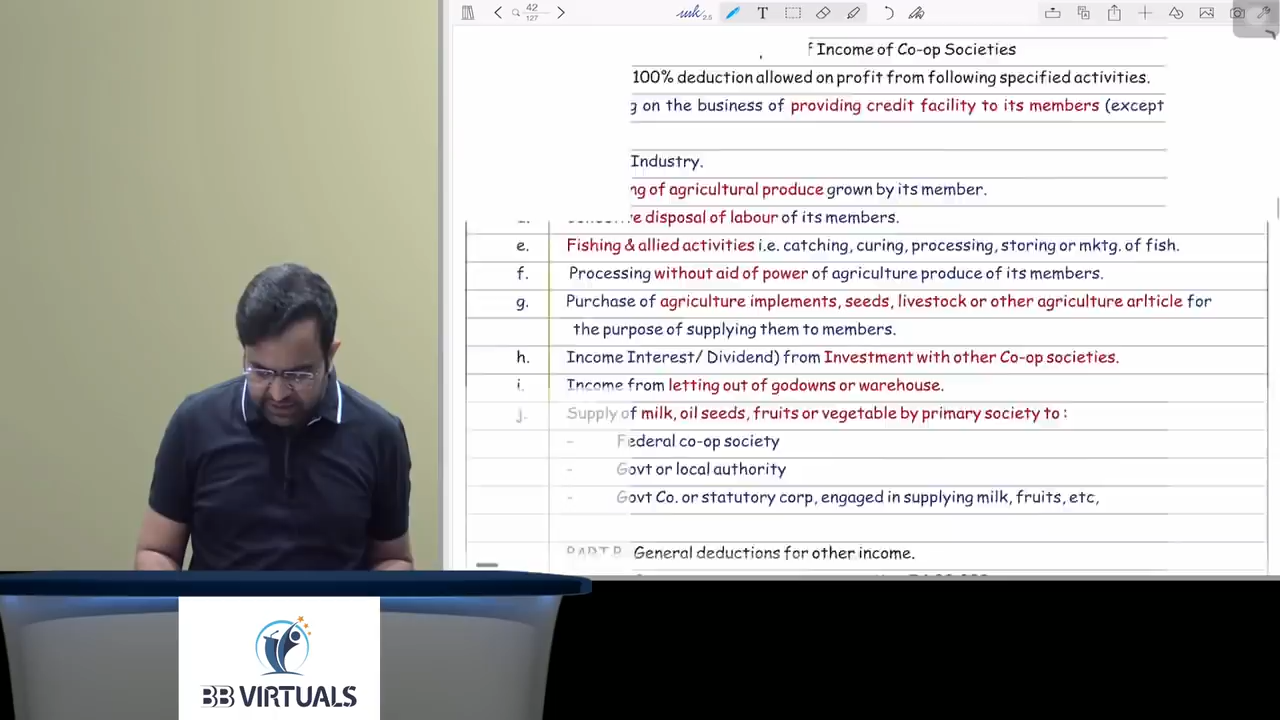 42
127
2.5
T
f Income of Co-op Societies
100% deduction allowed on profit from following specified activities.
g on the business of providing credit facility to its members (except
Industry.
ng of agricultural produce grown by its member.
e disposal of labour of its members.
e. Fishing & allied activities i.e. catching, curing, processing, storing or mktg. of fish.
f. Processing without aid of power of agriculture produce of its members.
g. Purchase of agriculture implements, seeds, livestock or other agriculture arlticle for
the purpose of supplying them to members.
h. Income Interest/ Dividend) from Investment with other Co-op societies.
i. Income from letting out of godowns or warehouse.
j. Supply of milk, oil seeds, fruits or vegetable by primary society to :
- Federal co-op society
- Govt or local authority
- Govt Co. or statutory corp, engaged in supplying milk, fruits, etc,
PART B General deductions for other income.
BB VIRTUALS